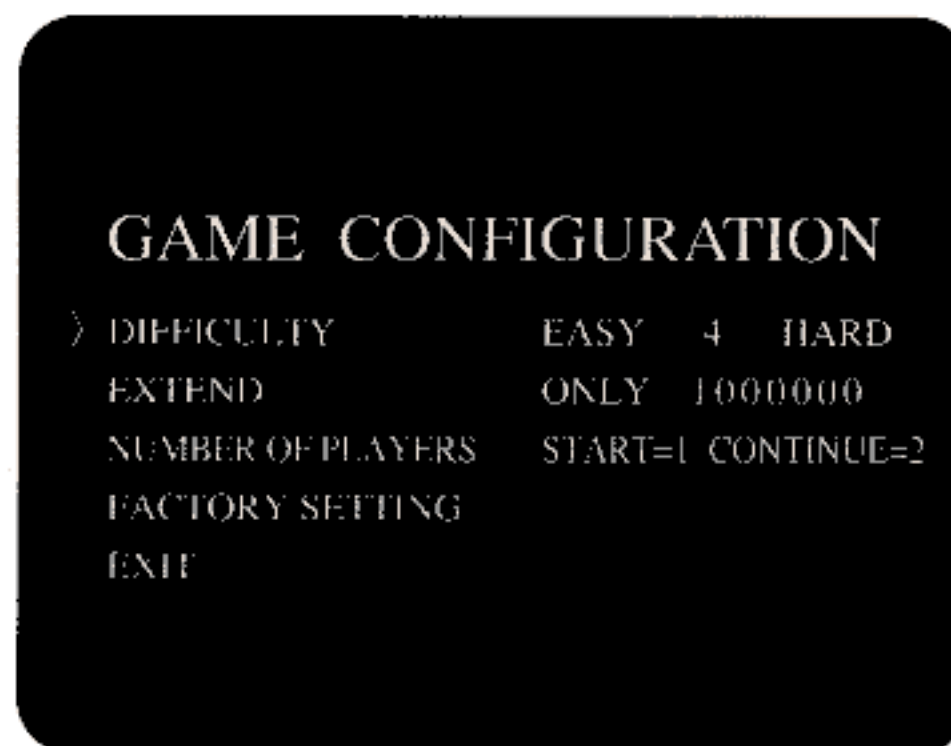 GAME CONFIGURATION
〉 DIFFICULTY EASY 4 HARD
EXTEND ONLY 1000000
NUMBER OF PLAYERS START=1 CONTINUE=2
FACTORY SETTING
EXIT